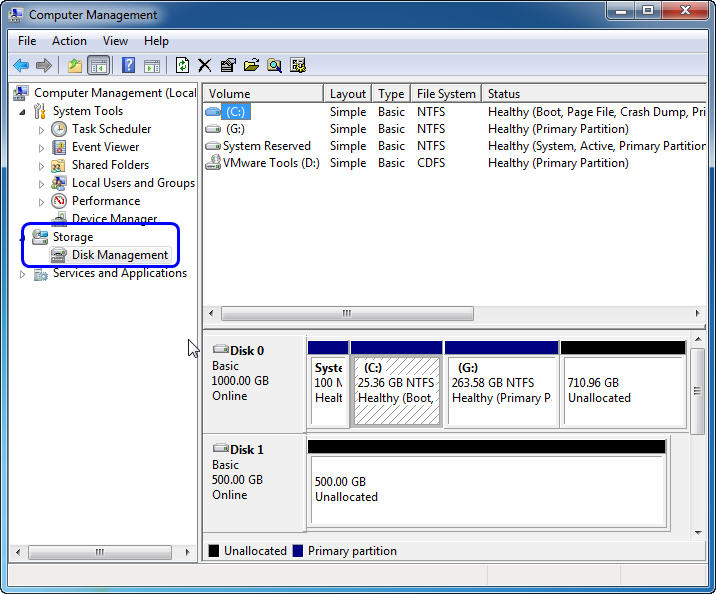 Computer Management
File Action View Help
Computer Management (Local
System Tools
Task Scheduler
Event Viewer
Shared Folders
Local Users and Groups
Performance
Device Manager
Storage
Disk Management
Services and Applications
Volume Layout Type File System Status
(C:) Simple Basic NTFS Healthy (Boot, Page File, Crash Dump, Pri
(G:) Simple Basic NTFS Healthy (Primary Partition)
System Reserved Simple Basic NTFS Healthy (System, Active, Primary Partition
VMware Tools (D:) Simple Basic CDFS Healthy (Primary Partition)
Disk 0
Basic
1000.00 GB
Online
Syste
100 M
Healt
(C:)
25.36 GB NTFS
Healthy (Boot,
(G:)
263.58 GB NTFS
Healthy (Primary P
710.96 GB
Unallocated
Disk 1
Basic
500.00 GB
Online
500.00 GB
Unallocated
Unallocated Primary partition